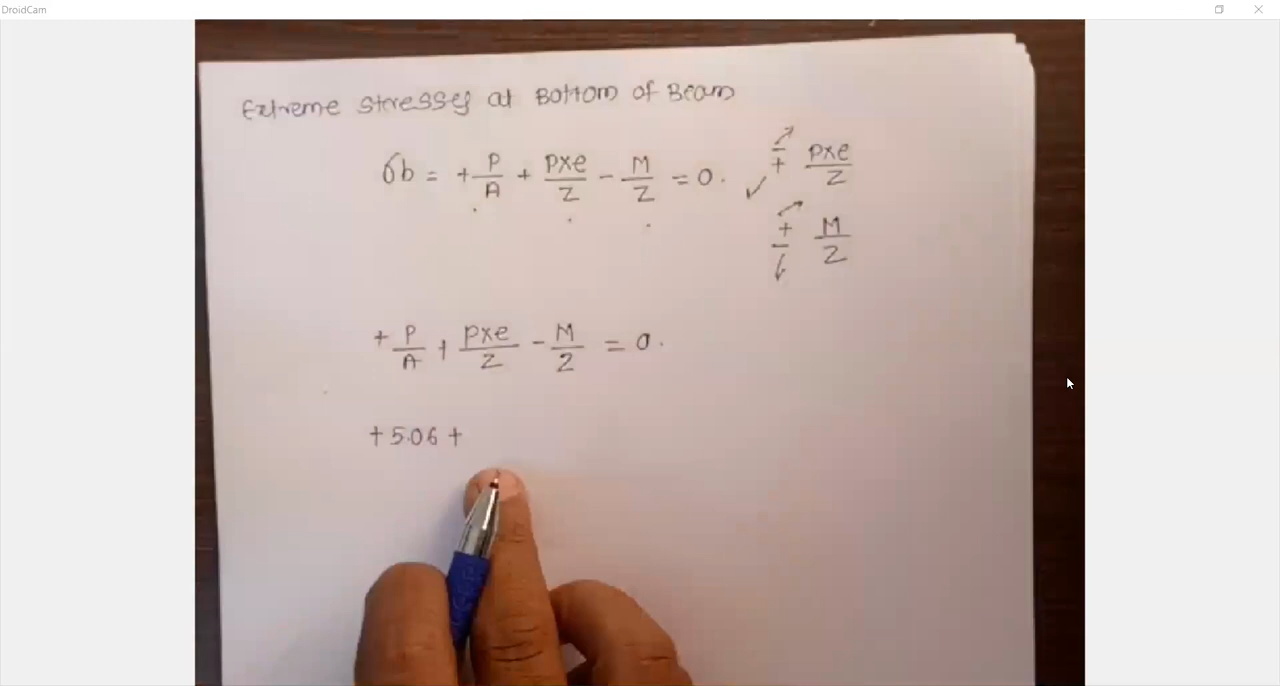 DroidCam
Extreme stresses at Bottom of Beam
σb = + P/A + Pxe/Z - M/Z = 0.
-/+ Pxe/Z
+/- M/Z
+ P/A + Pxe/Z - M/Z = 0.
+ 5.06 +